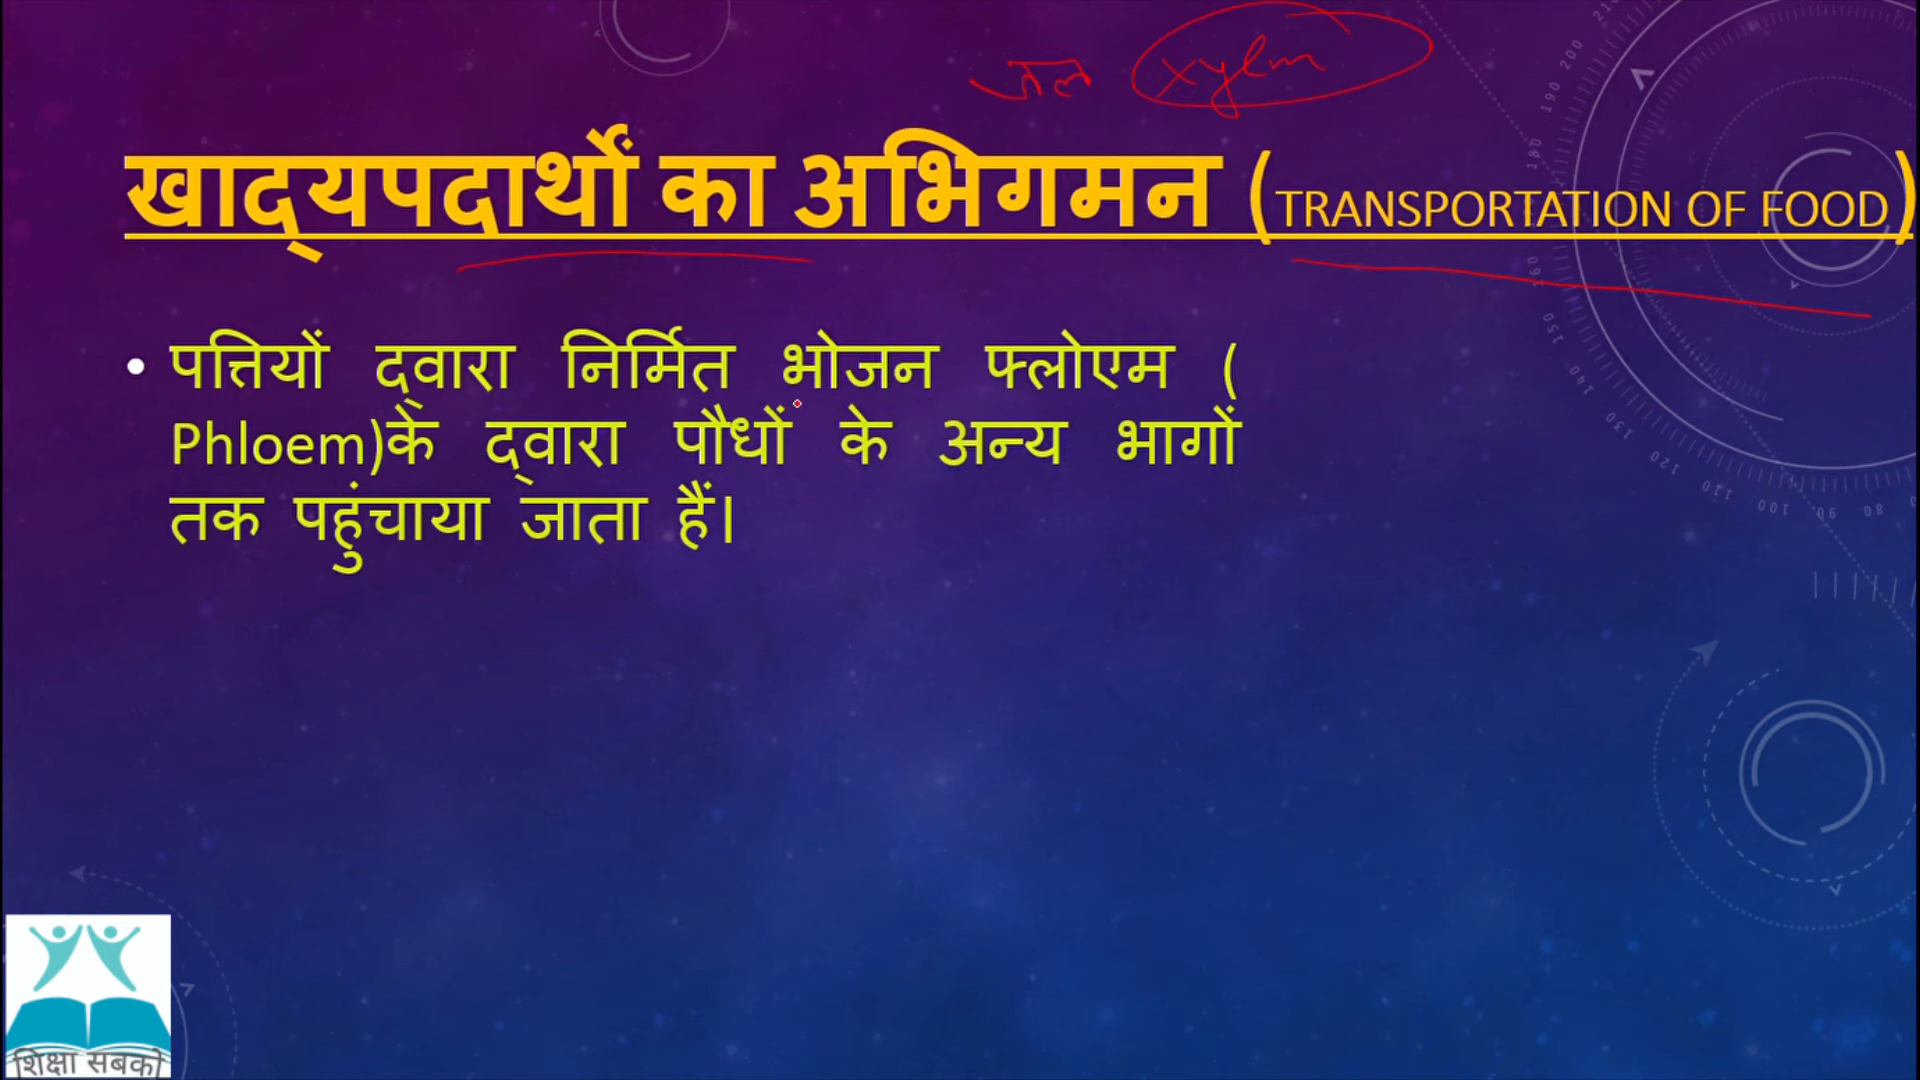 जल xylm
खाद्यपदार्थो का अभिगमन (TRANSPORTATION OF FOOD)
• पत्तियों द्वारा निर्मित भोजन फ्लोएम (
Phloem)के द्वारा पौधों के अन्य भागों
तक पहुंचाया जाता हैं।
शिक्षा सबको